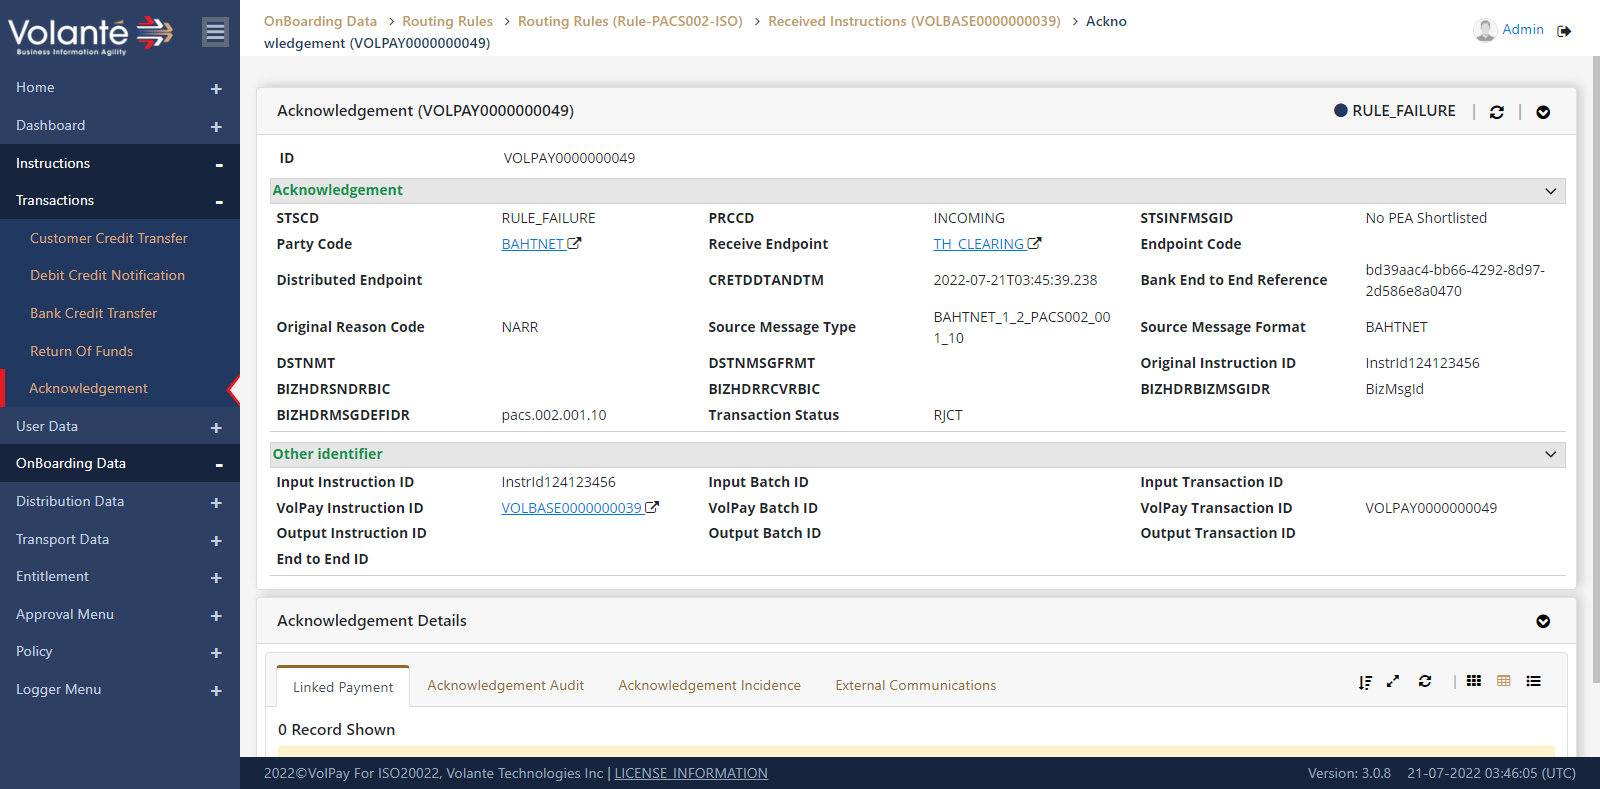 Volanté
Business Information Agility
OnBoarding Data > Routing Rules > Routing Rules (Rule-PACS002-ISO) > Received Instructions (VOLBASE0000000039) > Ackno
wledgement (VOLPAY0000000049)
Admin
Home +
Dashboard +
Instructions -
Transactions -
Customer Credit Transfer
Debit Credit Notification
Bank Credit Transfer
Return Of Funds
Acknowledgement
User Data +
OnBoarding Data -
Distribution Data +
Transport Data +
Entitlement +
Approval Menu +
Policy +
Logger Menu +
Acknowledgement (VOLPAY0000000049) RULE_FAILURE | |
ID VOLPAY0000000049
Acknowledgement
STSCD RULE_FAILURE PRCCD INCOMING STSINFMSGID No PEA Shortlisted
Party Code BAHTNET Receive Endpoint TH_CLEARING Endpoint Code
Distributed Endpoint CRETDDTANDTM 2022-07-21T03:45:39.238 Bank End to End Reference bd39aac4-bb66-4292-8d97-
2d586e8a0470
Original Reason Code NARR Source Message Type BAHTNET_1_2_PACS002_00
1_10 Source Message Format BAHTNET
DSTNMT DSTNMSGFRMT Original Instruction ID InstrId124123456
BIZHDRSNDRBIC BIZHDRRCVRBIC BIZHDRBIZMSGIDR BizMsgId
BIZHDRMSGDEFIDR pacs.002.001.10 Transaction Status RJCT
Other identifier
Input Instruction ID InstrId124123456 Input Batch ID Input Transaction ID
VolPay Instruction ID VOLBASE0000000039 VolPay Batch ID VolPay Transaction ID VOLPAY0000000049
Output Instruction ID Output Batch ID Output Transaction ID
End to End ID
Acknowledgement Details
Linked Payment Acknowledgement Audit Acknowledgement Incidence External Communications |
0 Record Shown
2022©VolPay For ISO20022, Volante Technologies Inc | LICENSE INFORMATION Version: 3.0.8 21-07-2022 03:46:05 (UTC)